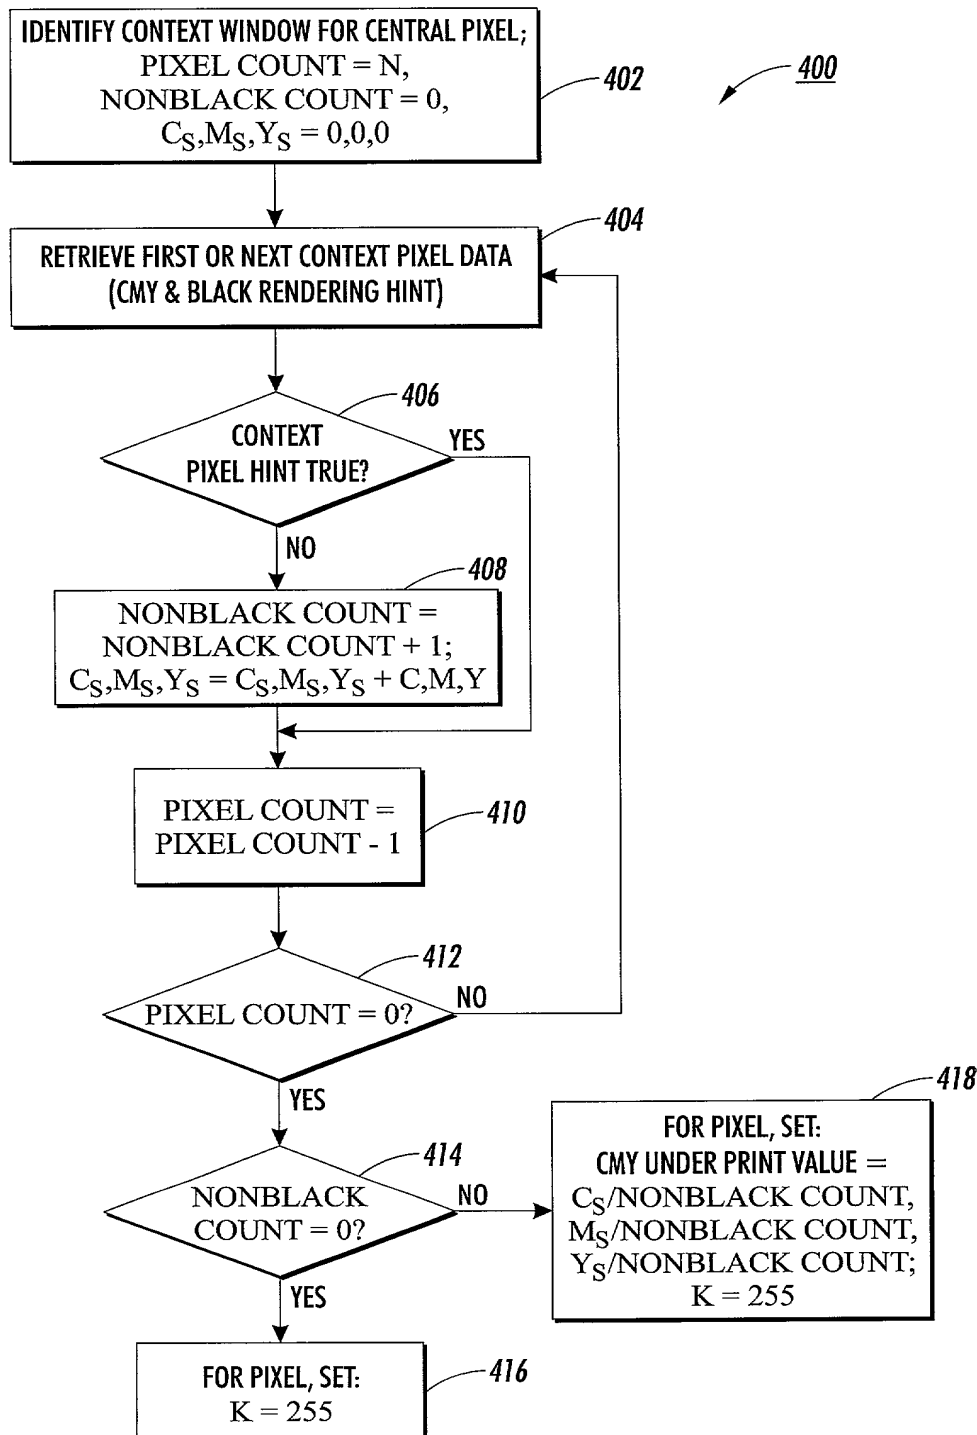 IDENTIFY CONTEXT WINDOW FOR CENTRAL PIXEL;
PIXEL COUNT = N,
NONBLACK COUNT = 0,
CS,MS,YS = 0,0,0
402
400
404
RETRIEVE FIRST OR NEXT CONTEXT PIXEL DATA
(CMY & BLACK RENDERING HINT)
406
CONTEXT
PIXEL HINT TRUE?
YES
NO
408
NONBLACK COUNT =
NONBLACK COUNT + 1;
CS,MS,YS = CS,MS,YS + C,M,Y
PIXEL COUNT =
PIXEL COUNT - 1
410
412
PIXEL COUNT = 0?
NO
YES
414
NONBLACK
COUNT = 0?
NO
YES
418
FOR PIXEL, SET:
CMY UNDER PRINT VALUE =
CS/NONBLACK COUNT,
MS/NONBLACK COUNT,
YS/NONBLACK COUNT;
K = 255
FOR PIXEL, SET:
K = 255
416